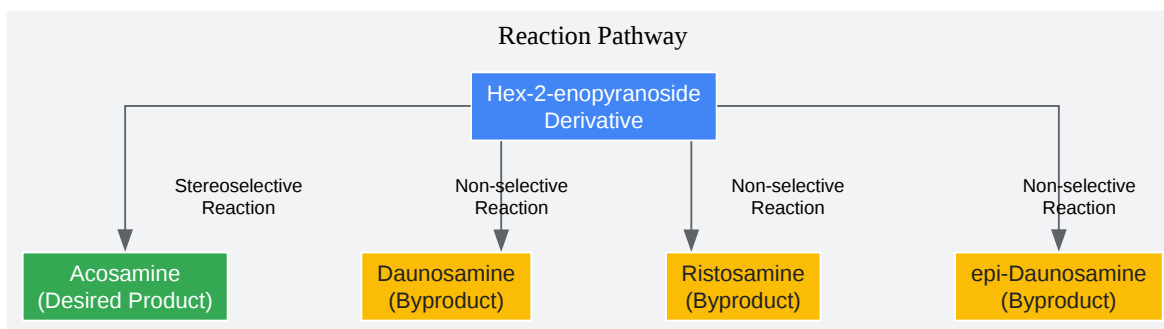 Reaction Pathway
Hex-2-enopyranoside
Derivative
Stereoselective
Reaction
Non-selective
Reaction
Non-selective
Reaction
Non-selective
Reaction
Acosamine
(Desired Product)
Daunosamine
(Byproduct)
Ristosamine
(Byproduct)
epi-Daunosamine
(Byproduct)